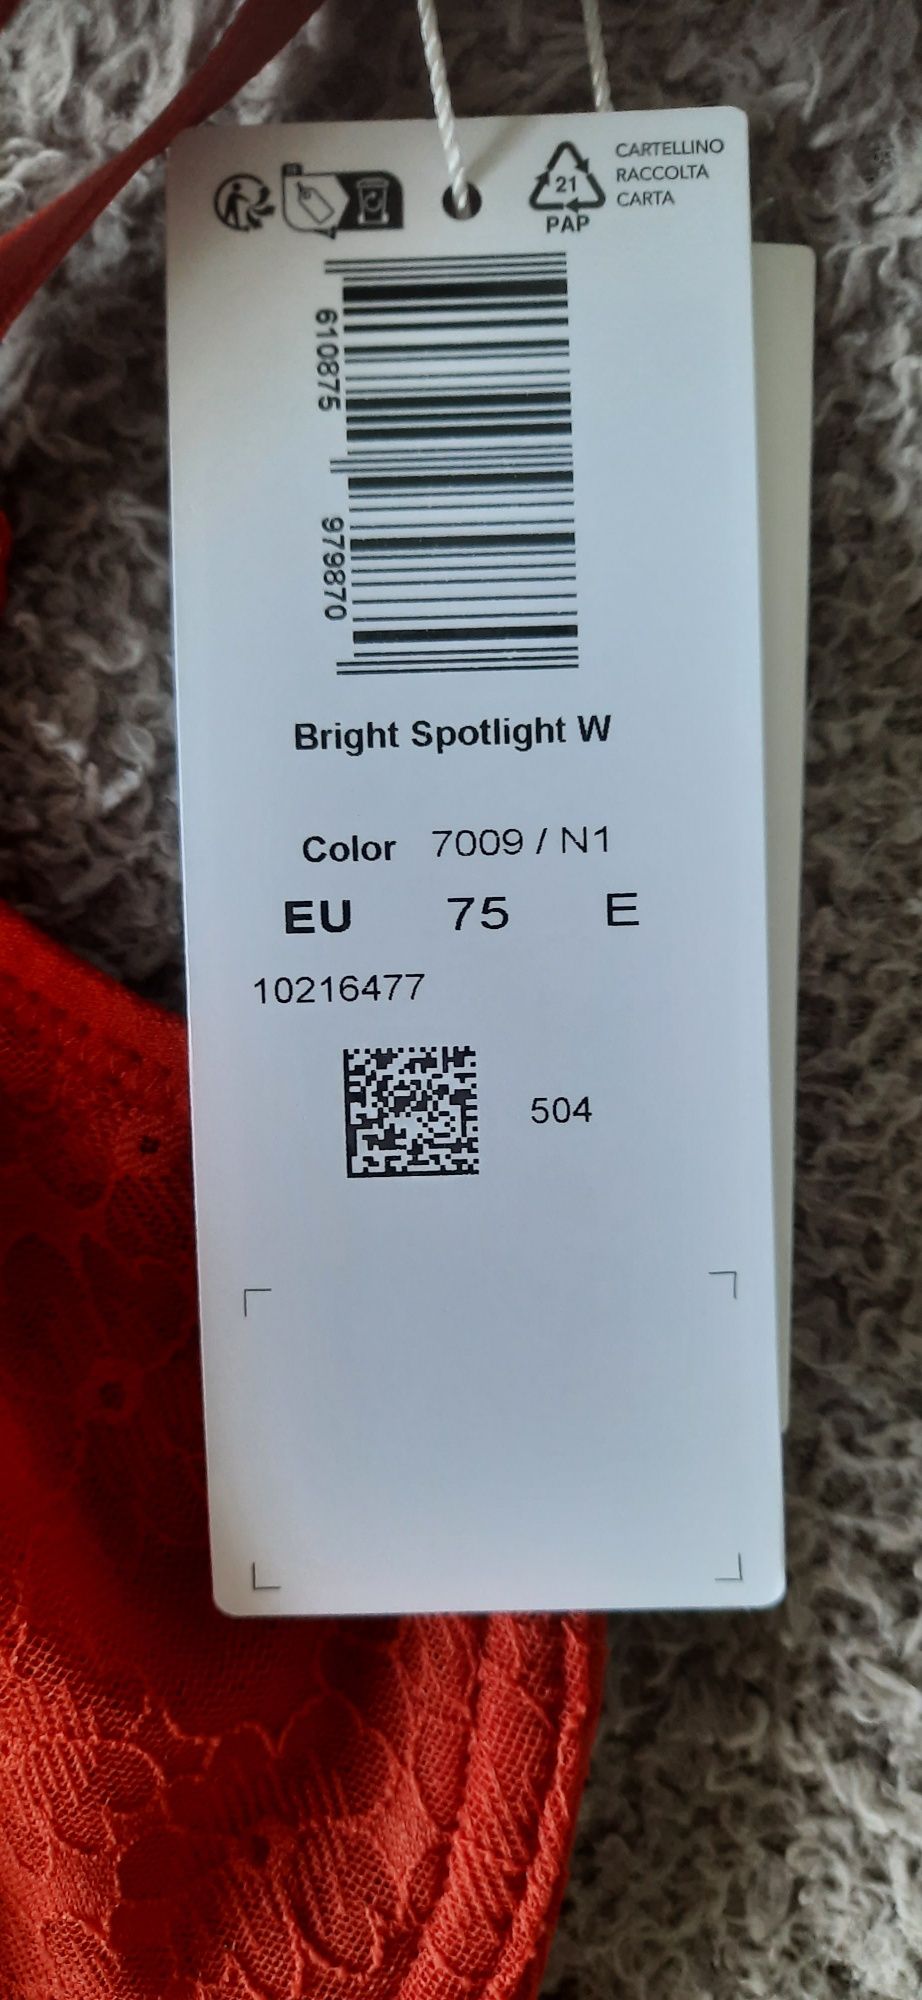 CARTELLINO
RACCOLTA
CARTA
21
PAP
610875 979870
Bright Spotlight W
Color 7009 / N1
EU 75 E
10216477
504